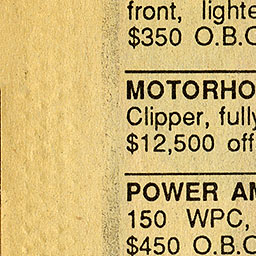 front, lighte
$350 O.B.O
MOTORHO
Clipper, fully
$12,500 off
POWER AM
150 WPC,
$450 O.B.O